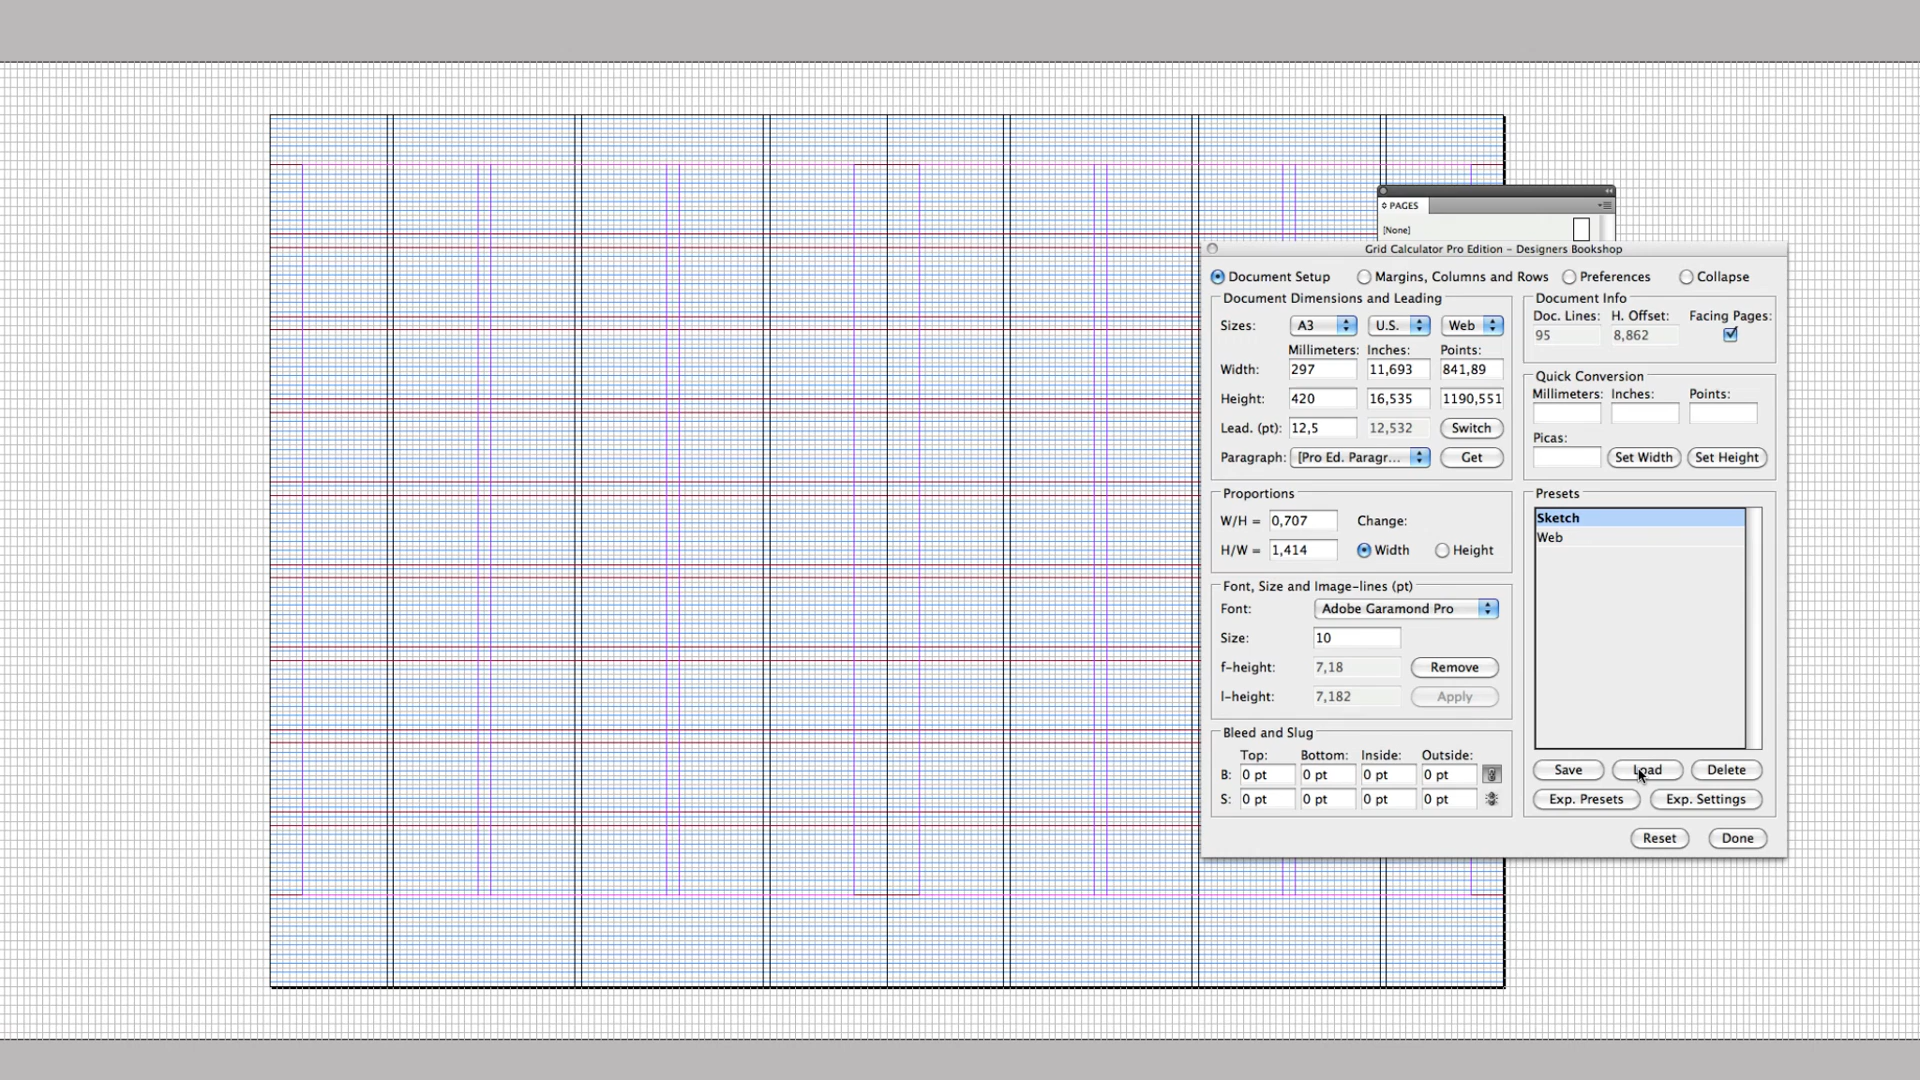 PAGES
[None]
Grid Calculator Pro Edition – Designers Bookshop
Document Setup Margins, Columns and Rows Preferences Collapse
Document Dimensions and Leading
Sizes: A3 U.S. Web
Millimeters: Inches: Points:
Width: 297 11,693 841,89
Height: 420 16,535 1190,551
Lead. (pt): 12,5 12,532 Switch
Paragraph: [Pro Ed. Paragr... Get
Proportions
W/H = 0,707 Change:
H/W = 1,414 Width Height
Font, Size and Image-lines (pt)
Font: Adobe Garamond Pro
Size: 10
f-height: 7,18 Remove
l-height: 7,182 Apply
Bleed and Slug
Top: Bottom: Inside: Outside:
B: 0 pt 0 pt 0 pt 0 pt
S: 0 pt 0 pt 0 pt 0 pt
Document Info
Doc. Lines: H. Offset: Facing Pages:
95 8,862
Quick Conversion
Millimeters: Inches: Points:
Picas:
Set Width Set Height
Presets
Sketch
Web
Save Load Delete
Exp. Presets Exp. Settings
Reset Done